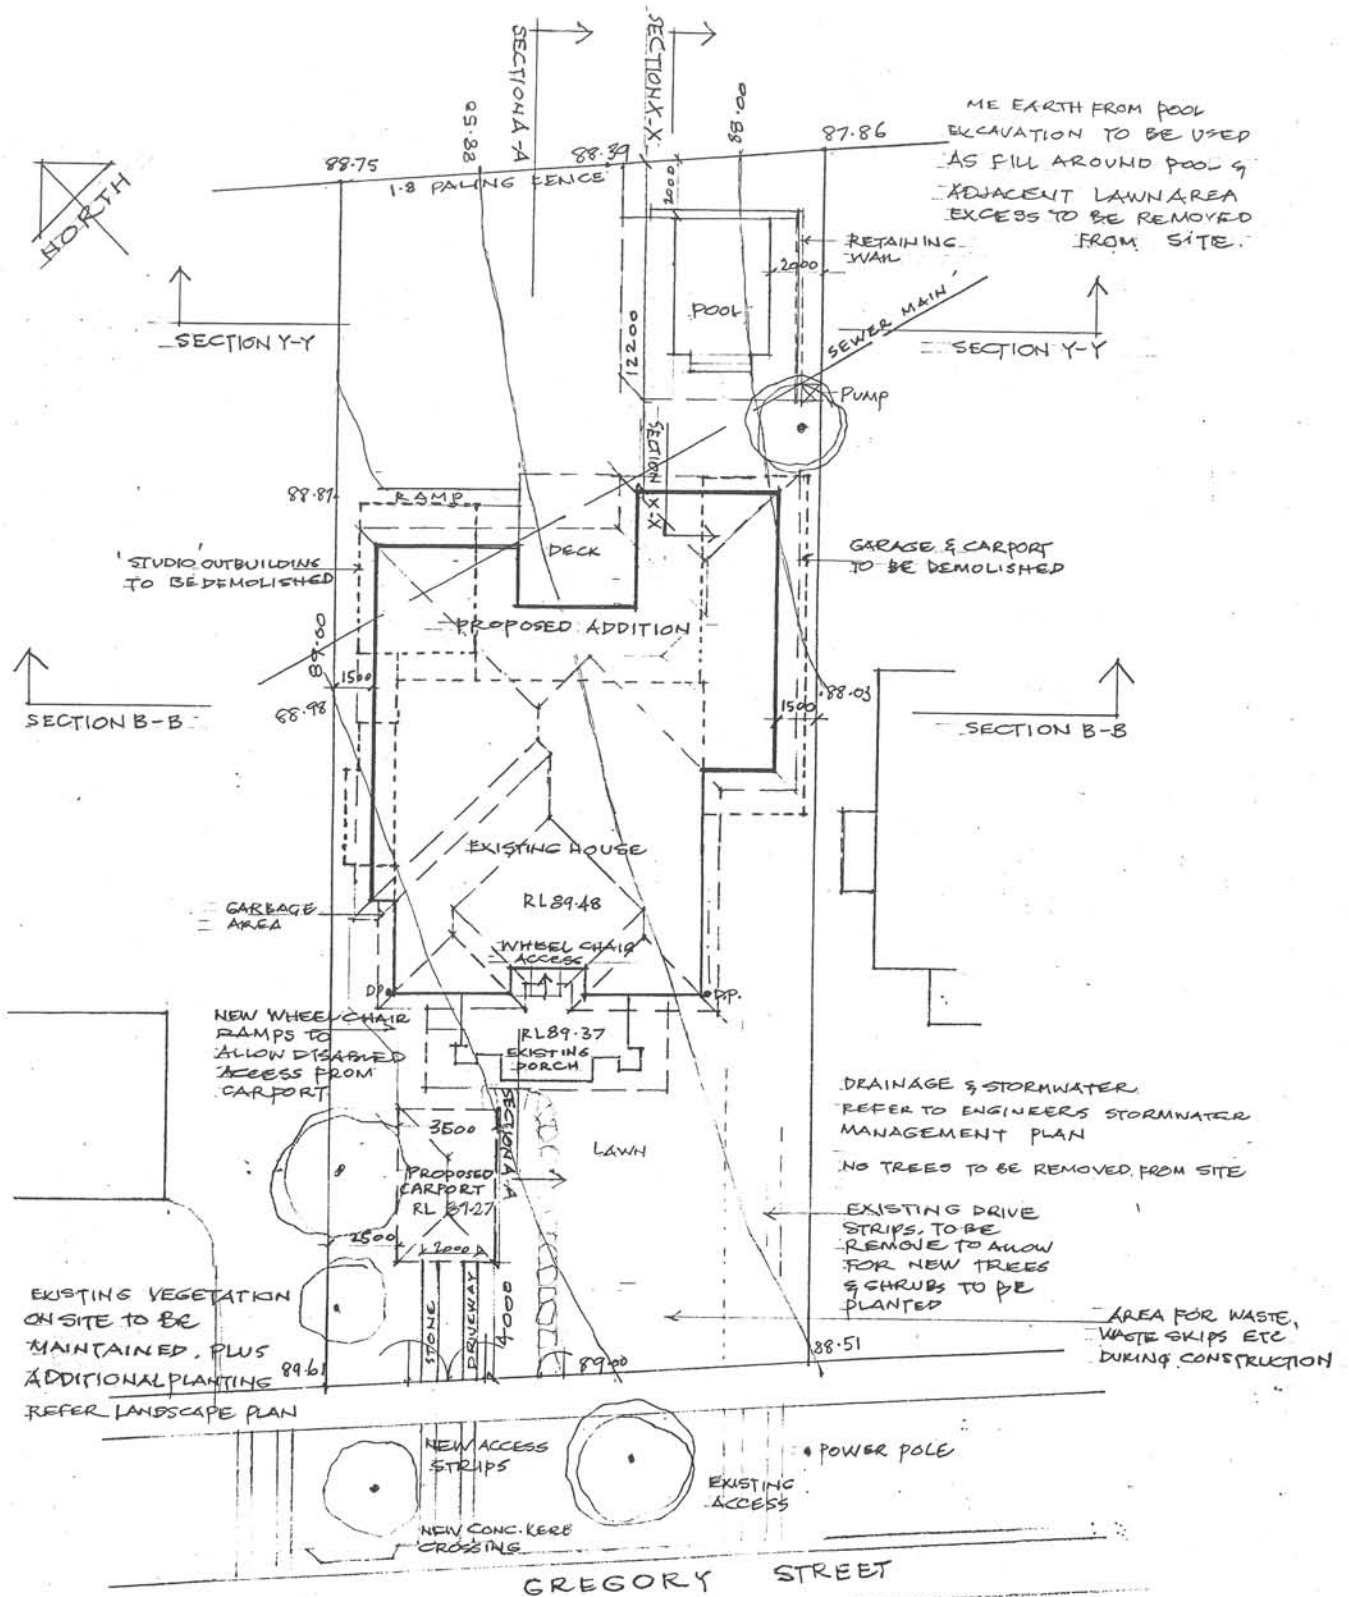 SECTION A-A
SECTION X-X
88.50
88.00
ME EARTH FROM POOL
EXCAVATION TO BE USED
AS FILL AROUND POOL &
ADJACENT LAWN AREA
EXCESS TO BE REMOVED
FROM SITE.
88.75
88.39
87.86
1.8 PALING FENCE
2000
NORTH
RETAINING
WALL
2000
POOL
SECTION Y-Y
12200
SEWER MAIN
SECTION Y-Y
PUMP
SECTION X-X
88.87
RAMP
DECK
'STUDIO' OUTBUILDING
TO BE DEMOLISHED
GARAGE & CARPORT
TO BE DEMOLISHED
PROPOSED ADDITION
89.00
1500
88.98
88.03
1500
SECTION B-B
SECTION B-B
EXISTING HOUSE
RL 89.48
GARBAGE
AREA
WHEEL CHAIR
ACCESS
D.P.
D.P.
NEW WHEEL CHAIR
RAMPS TO
ALLOW DISABLED
ACCESS FROM
CARPORT
RL 89.37
EXISTING
PORCH
DRAINAGE & STORMWATER
REFER TO ENGINEERS STORMWATER
MANAGEMENT PLAN
NO TREES TO BE REMOVED FROM SITE
3500
SECTION A-A
LAWN
PROPOSED
CARPORT
RL 89.27
2500
2000
EXISTING DRIVE
STRIPS, TO BE
REMOVE TO ALLOW
FOR NEW TREES
& SHRUBS TO BE
PLANTED
STONE
DRIVEWAY
4000
EXISTING VEGETATION
ON SITE TO BE
MAINTAINED, PLUS
ADDITIONAL PLANTING
REFER LANDSCAPE PLAN
AREA FOR WASTE,
WASTE SKIPS ETC
DURING CONSTRUCTION
89.61
89.00
88.51
NEW ACCESS
STRIPS
POWER POLE
EXISTING
ACCESS
NEW CONC. KERB
CROSSING
GREGORY STREET